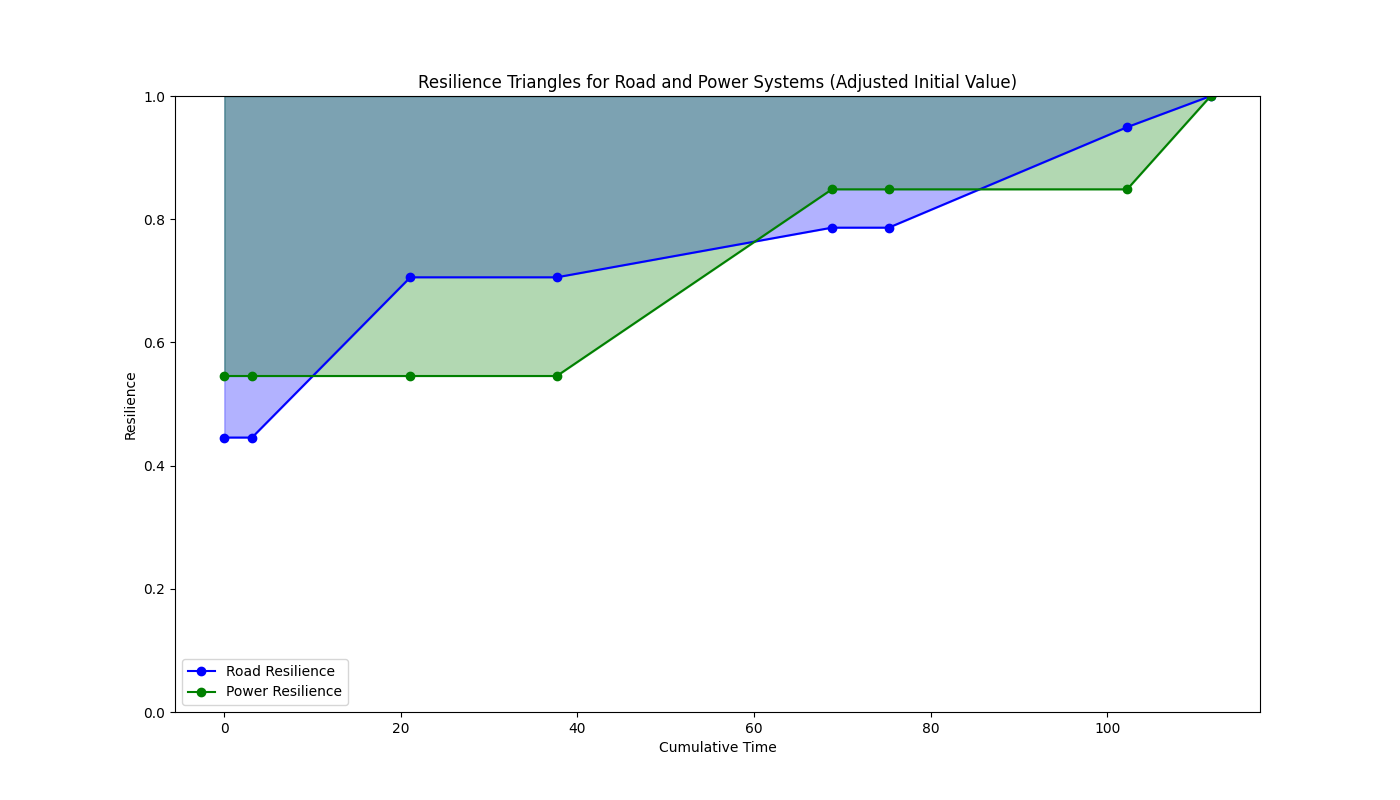 Resilience Triangles for Road and Power Systems (Adjusted Initial Value)
1.0
0.8
0.6
0.4
0.2
0.0
Resilience
Road Resilience
Power Resilience
0 20 40 60 80 100
Cumulative Time